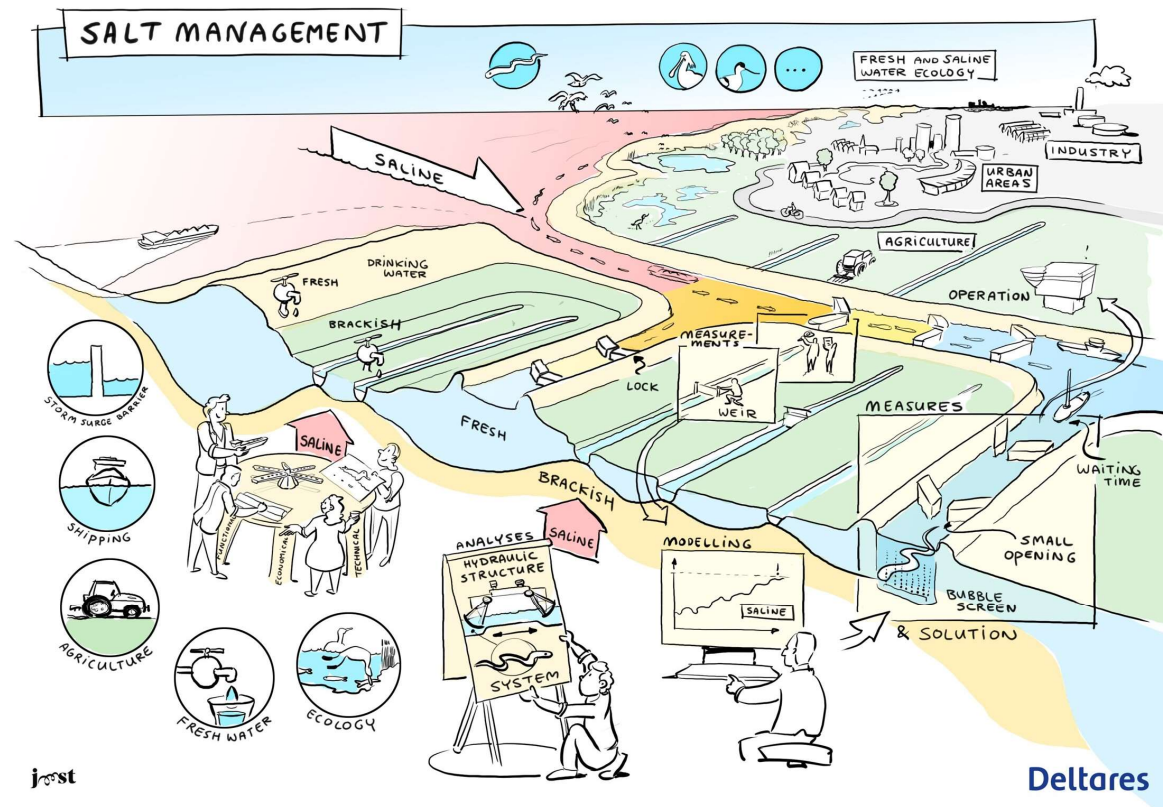 SALT MANAGEMENT
FRESH AND SALINE
WATER ECOLOGY
SALINE
INDUSTRY
URBAN
AREAS
AGRICULTURE
DRINKING
WATER
FRESH
BRACKISH
OPERATION
MEASURE-
MENTS
LOCK
WEIR
MEASURES
STORM SURGE BARRIER
SALINE
FRESH
WAITING
TIME
SHIPPING
BRACKISH
FUNCTIONAL
ECONOMICAL
TECHNICAL
SALINE
SMALL
OPENING
ANALYSES
HYDRAULIC
STRUCTURE
MODELLING
SALINE
BUBBLE
SCREEN
& SOLUTION
AGRICULTURE
SYSTEM
FRESH WATER
ECOLOGY
Deltares